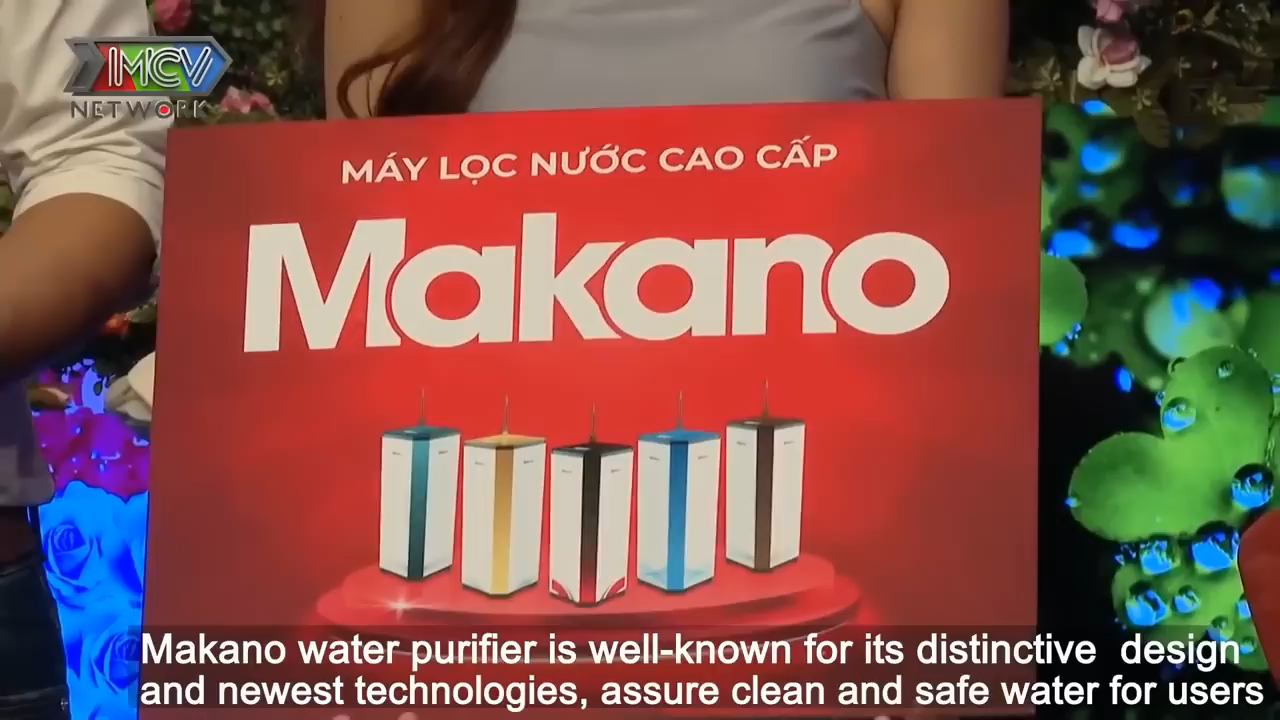 MCV
NETWORK
MÁY LỌC NƯỚC CAO CẤP
Makano
Makano water purifier is well-known for its distinctive  design
and newest technologies, assure clean and safe water for users